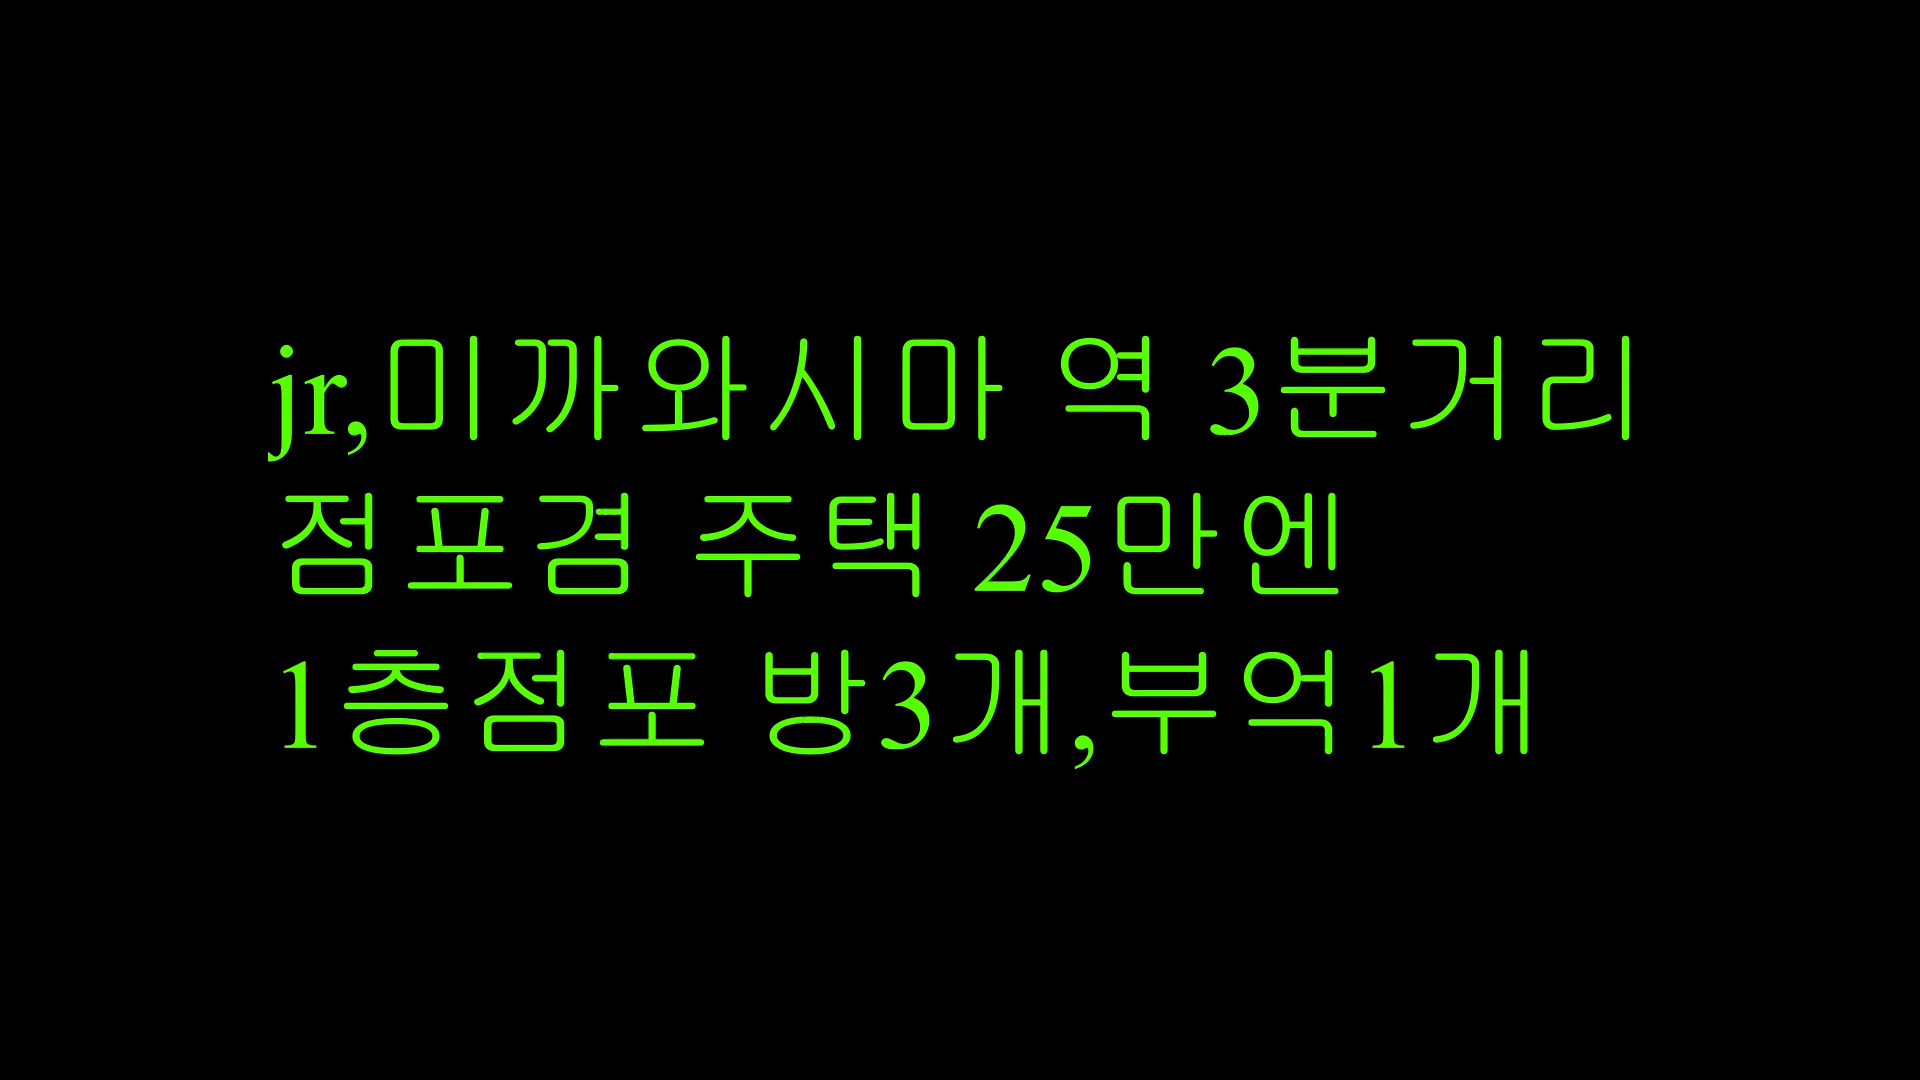 jr,미까와시마 역 3분거리
점포겸 주택 25만엔
1층점포 방3개,부엌1개